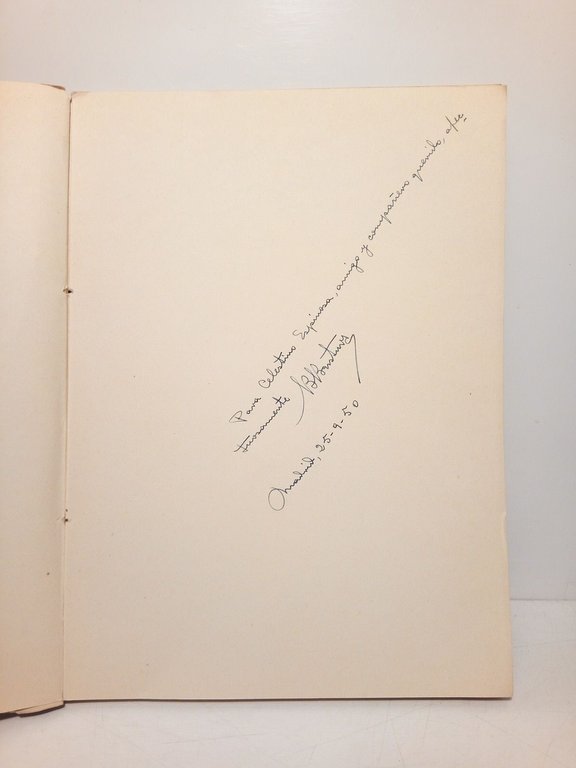 Para Celestino Espinosa, amigo y compañero querido, afec-
tuosamente
Madrid, 25-9-50